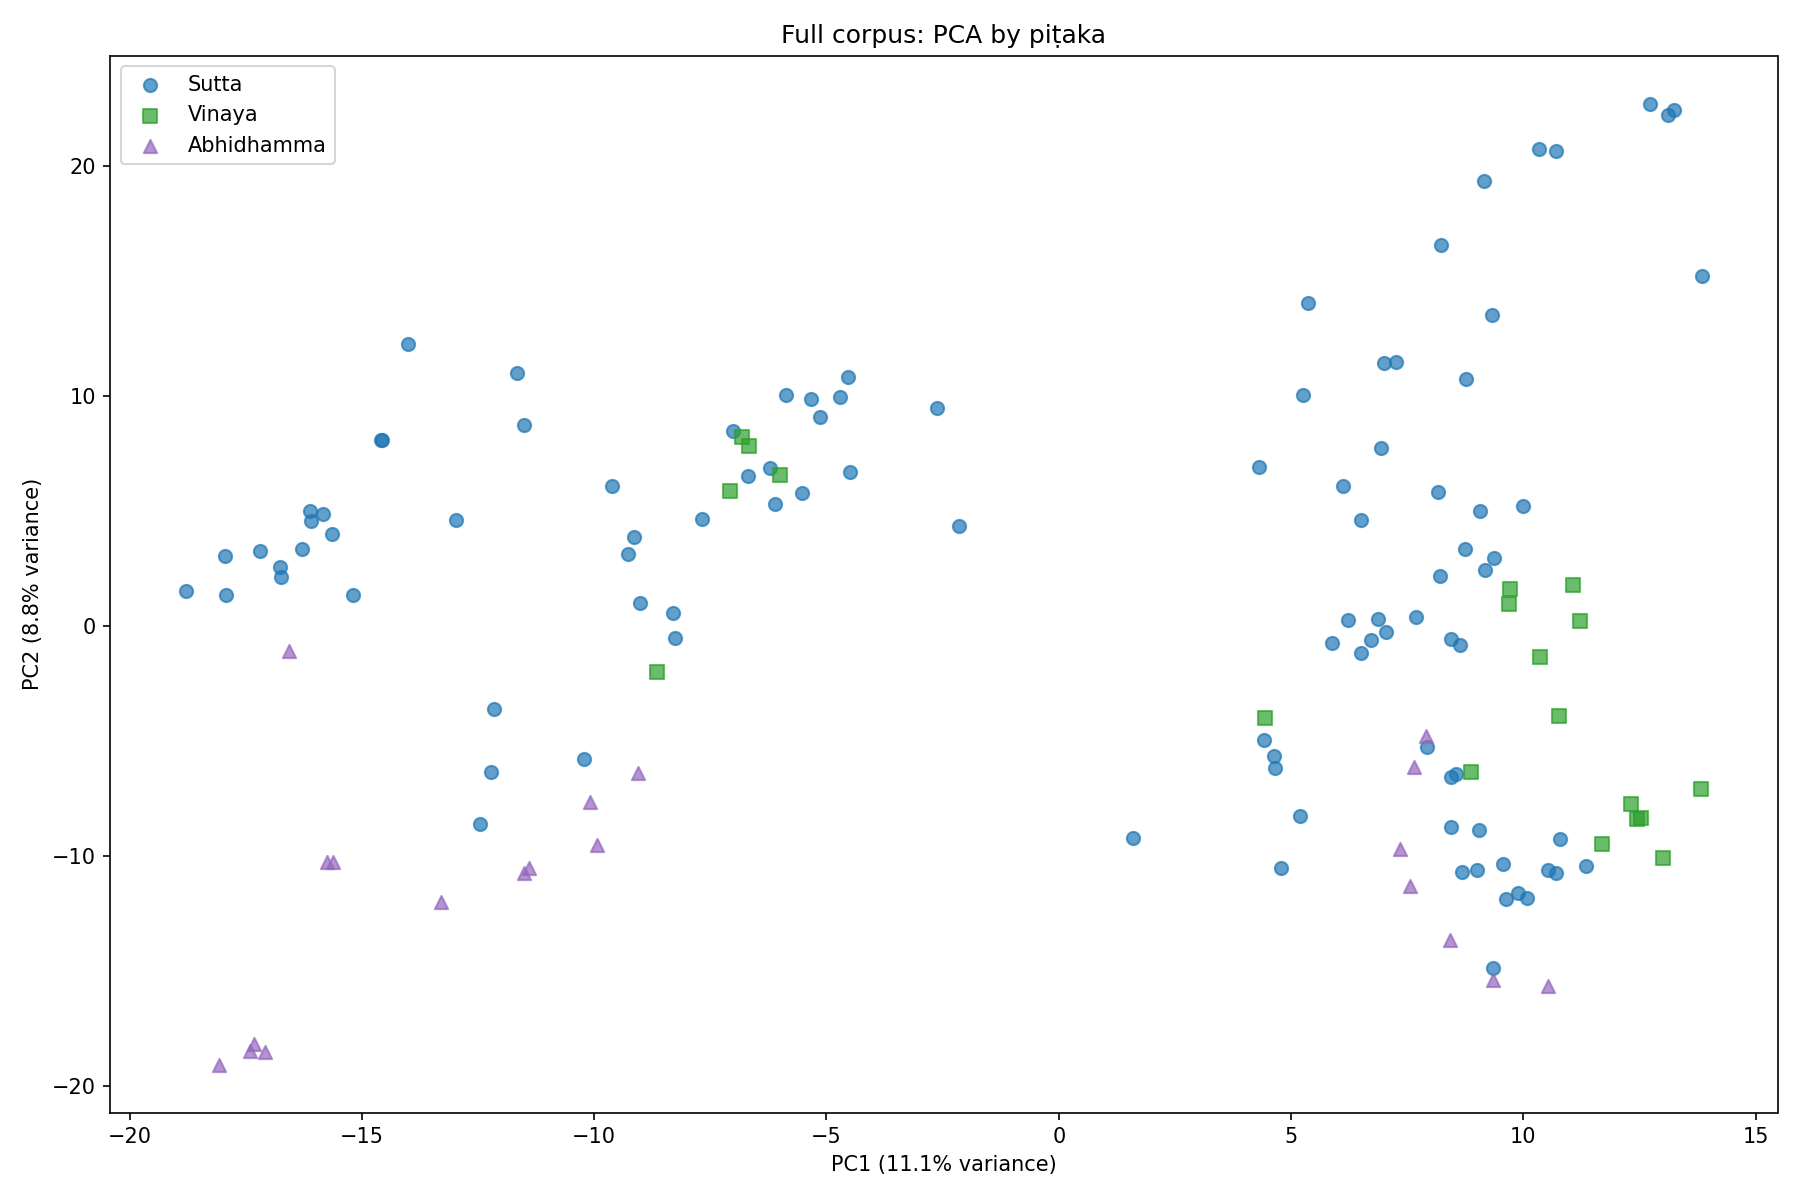 Full corpus: PCA by piṭaka
Sutta
Vinaya
Abhidhamma
PC2 (8.8% variance)
20
10
0
−10
−20
−20
−15
−10
−5
0
5
10
15
PC1 (11.1% variance)